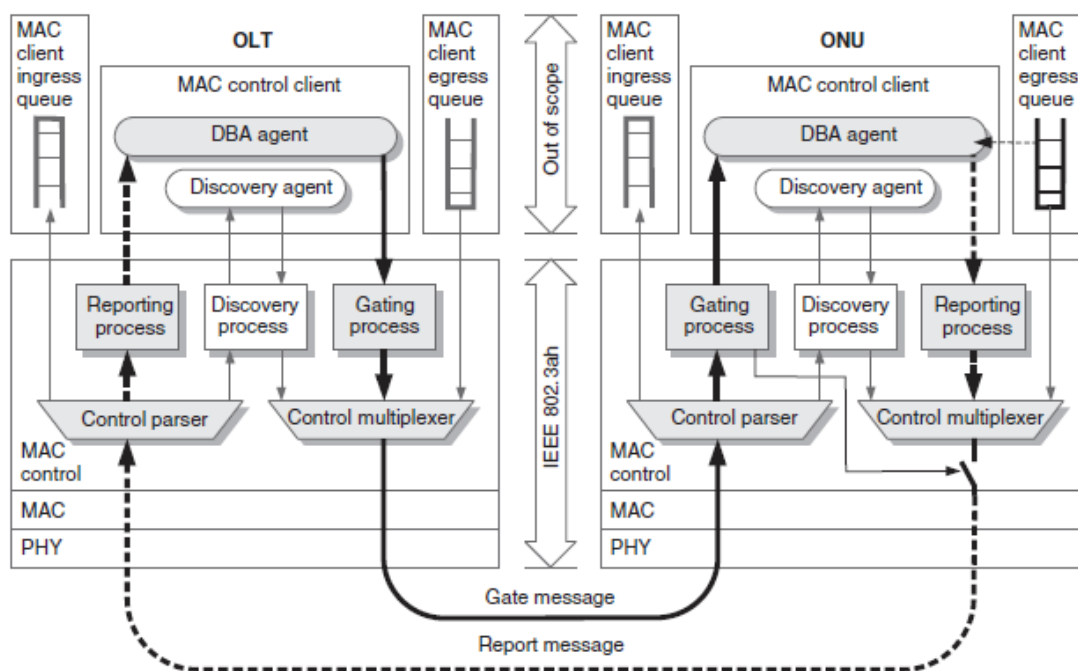 MAC
client
ingress
queue
OLT
MAC control client
DBA agent
Discovery agent
MAC
client
egress
queue
Reporting
process
Discovery
process
Gating
process
Control parser
Control multiplexer
MAC
control
MAC
PHY
Out of scope
IEEE 802.3ah
MAC
client
ingress
queue
ONU
MAC control client
DBA agent
Discovery agent
MAC
client
egress
queue
Gating
process
Discovery
process
Reporting
process
Control parser
Control multiplexer
MAC
control
MAC
PHY
Gate message
Report message